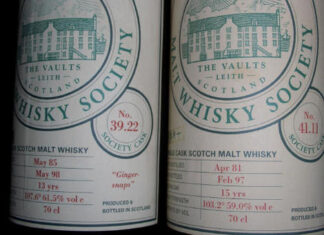 THE VAULTS
LEITH
SCOTLAND
WHISKY SOCIETY
No.
39.22
SOCIETY CASK
SCOTCH MALT WHISKY
May 85
May 98
13 yrs
61.5% vol
70 cl
"Ginger-
snaps"
PRODUCED &
BOTTLED IN SCOTLAND
THE VAULTS
LEITH
SCOTLAND
MALT WHISKY SOCIETY
No.
41.11
SOCIETY CASK
CASK SCOTCH MALT WHISKY
Apr 81
Feb 97
15 yrs
103.2° 59.0% vol
70 cl
PRODUCED &
BOTTLED IN SCOTLAND